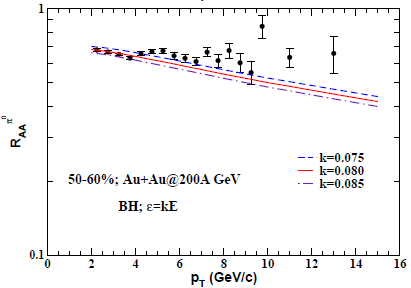 1
R_AA^π⁰
k=0.075
k=0.080
k=0.085
50-60%; Au+Au@200A GeV
BH; ε=kE
0.1
0 2 4 6 8 10 12 14 16
p_T (GeV/c)